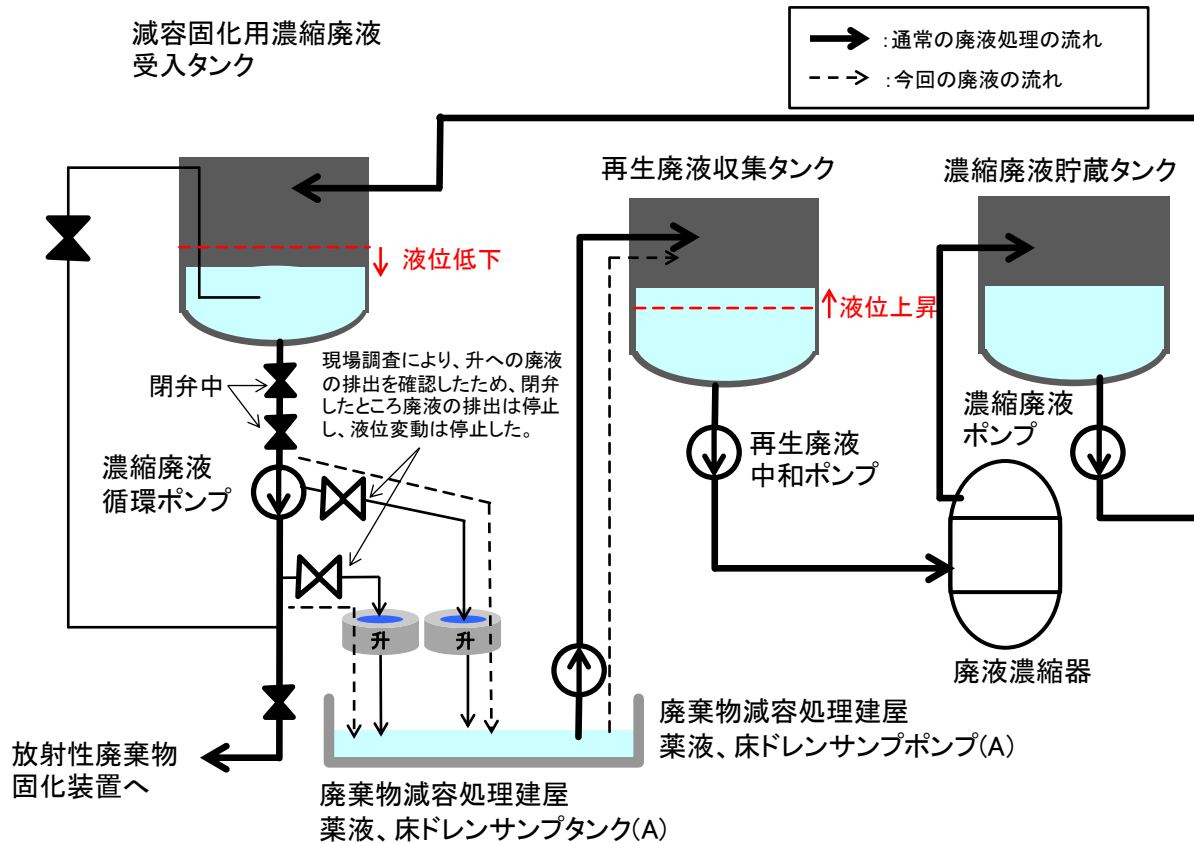 減容固化用濃縮廃液
受入タンク
:通常の廃液処理の流れ
:今回の廃液の流れ
再生廃液収集タンク
濃縮廃液貯蔵タンク
液位低下
液位上昇
現場調査により、升への廃液
の排出を確認したため、閉弁
したところ廃液の排出は停止
し、液位変動は停止した。
閉弁中
濃縮廃液
循環ポンプ
再生廃液
中和ポンプ
濃縮廃液
ポンプ
升
升
廃液濃縮器
放射性廃棄物
固化装置へ
廃棄物減容処理建屋
薬液、床ドレンサンプポンプ(A)
廃棄物減容処理建屋
薬液、床ドレンサンプタンク(A)